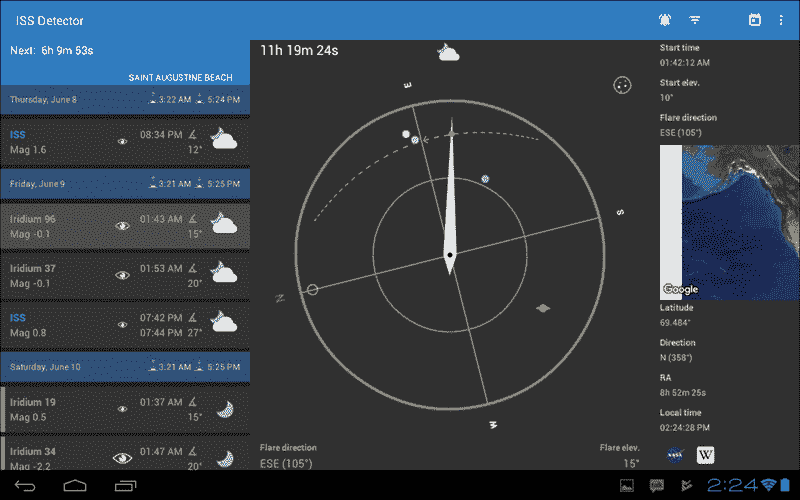 ISS Detector
Next: 6h 9m 53s
SAINT AUGUSTINE BEACH
Thursday, June 8 3:22 AM 5:24 PM
ISS 08:34 PM
Mag 1.6 12°
Friday, June 9 3:21 AM 5:25 PM
Iridium 96 01:43 AM
Mag -0.1 15°
Iridium 37 01:53 AM
Mag -0.1 20°
ISS 07:42 PM
Mag 0.8 07:44 PM 27°
Saturday, June 10 3:21 AM 5:25 PM
Iridium 19 01:37 AM
Mag 0.5 15°
Iridium 34 01:47 AM
Mag -2.2 20°
11h 19m 24s
E
S
N
W
Flare direction
ESE (105°)
Flare elev.
15°
Start time
01:42:12 AM
Start elev.
10°
Flare direction
ESE (105°)
Google
Latitude
69.484°
Direction
N (358°)
RA
8h 52m 25s
Local time
02:24:28 PM
NASA
W
2:24